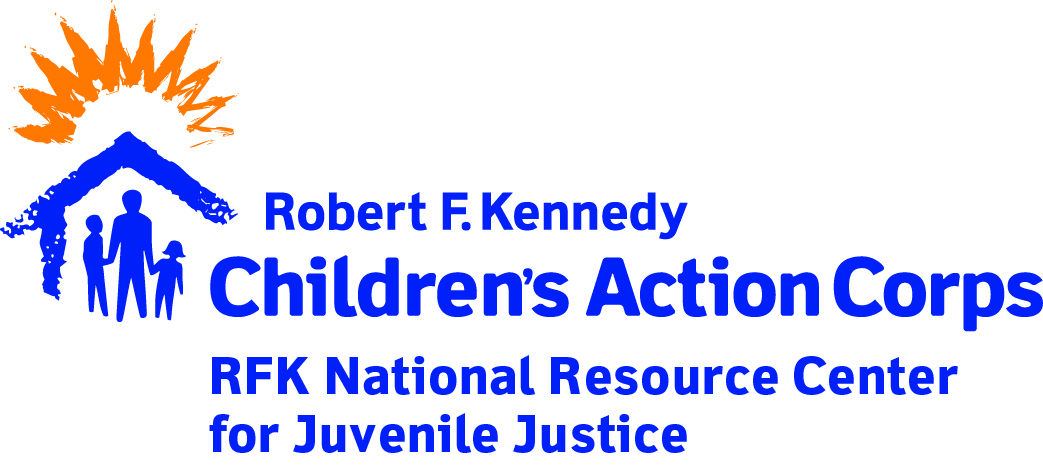 Robert F. Kennedy
Children's Action Corps
RFK National Resource Center
for Juvenile Justice